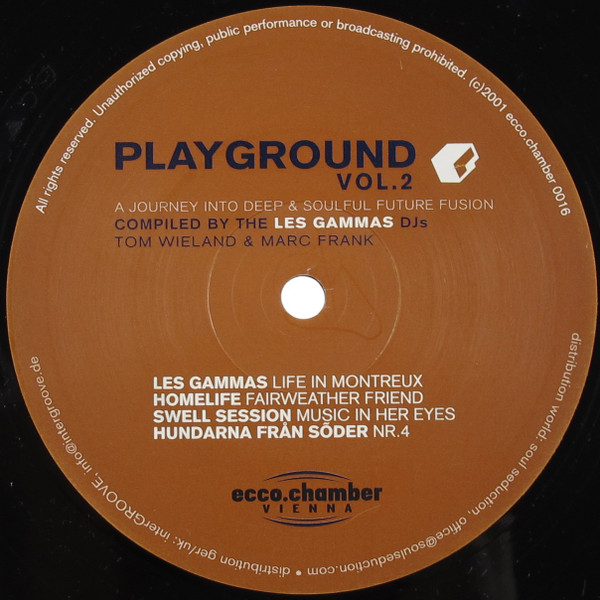 All rights reserved. Unauthorized copying, public performance or broadcasting prohibited. (c)2001 ecco.chamber 0016
PLAYGROUND
VOL.2
A JOURNEY INTO DEEP & SOULFUL FUTURE FUSION
COMPILED BY THE LES GAMMAS DJs
TOM WIELAND & MARC FRANK
LES GAMMAS LIFE IN MONTREUX
HOMELIFE FAIRWEATHER FRIEND
SWELL SESSION MUSIC IN HER EYES
HUNDARNA FRÅN SÕDER NR.4
ecco.chamber
VIENNA
distribution world: soul seduction, office@soulseduction.com • distribution ger/uk: interGROOVE, info@intergroove.de